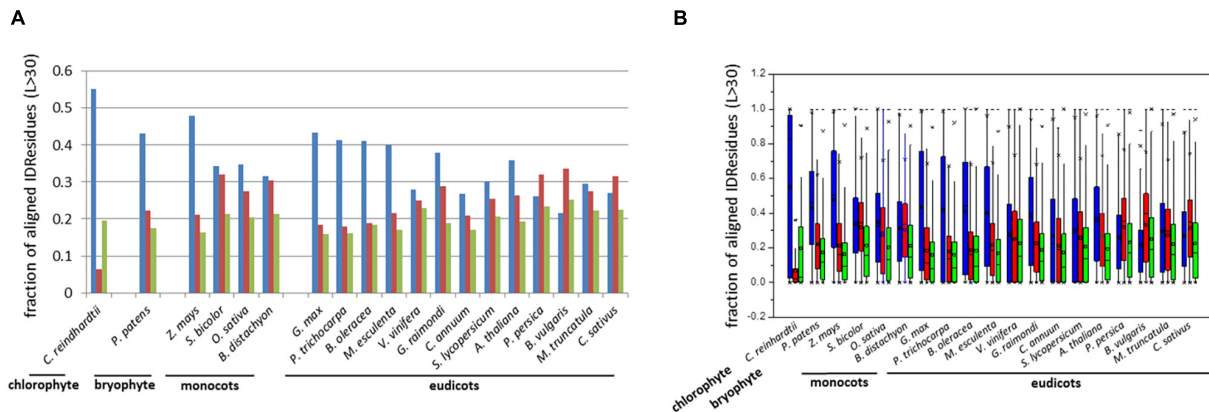 A
fraction of aligned IDResidues (L>30)
0.6
0.5
0.4
0.3
0.2
0.1
0
C. reindhardtii
P. patens
Z. mays
S. bicolor
O. sativa
B. distachyon
G. max
P. trichocarpa
B. oleracea
M. esculenta
V. vinifera
G. raimondi
C. annuum
S. lycopersicum
A. thaliana
P. persica
B. vulgaris
M. truncatula
C. sativus
chlorophyte
bryophyte
monocots
eudicots
B
fraction of aligned IDResidues (L>30)
1.2
1.0
0.8
0.6
0.4
0.2
0.0
-0.2
C. reinhardtii
P. patens
Z. mays
S. bicolor
O. sativa
B. distachyon
G. max
P. trichocarpa
B. oleracea
M. esculenta
V. vinifera
G. raimondi
C. annuun
S. lycopersicum
A. thaliana
P. persica
B. vulgaris
M. truncatula
C. sativus
chlorophyte
bryophyte
monocots
eudicots